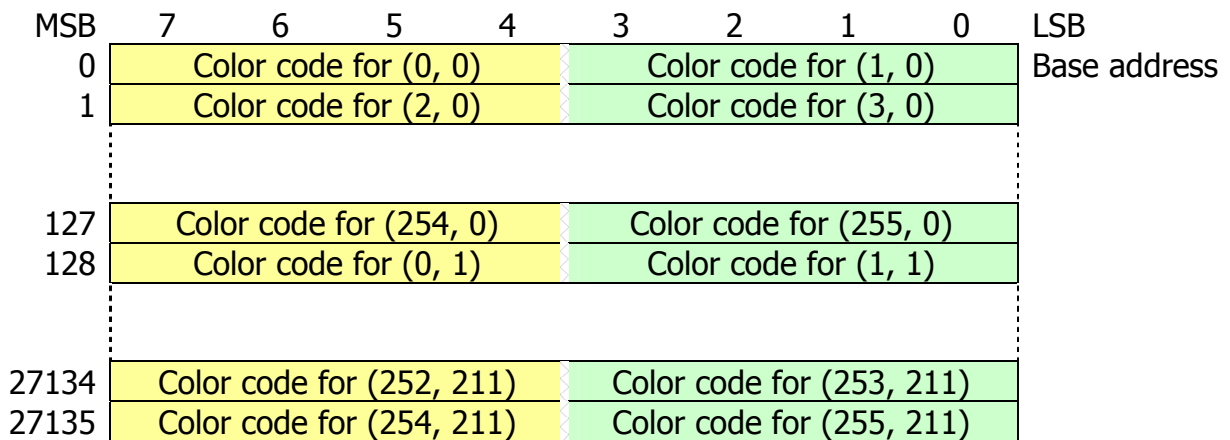 MSB 7 6 5 4 3 2 1 0 LSB
0 Color code for (0, 0) Color code for (1, 0) Base address
1 Color code for (2, 0) Color code for (3, 0)
127 Color code for (254, 0) Color code for (255, 0)
128 Color code for (0, 1) Color code for (1, 1)
27134 Color code for (252, 211) Color code for (253, 211)
27135 Color code for (254, 211) Color code for (255, 211)